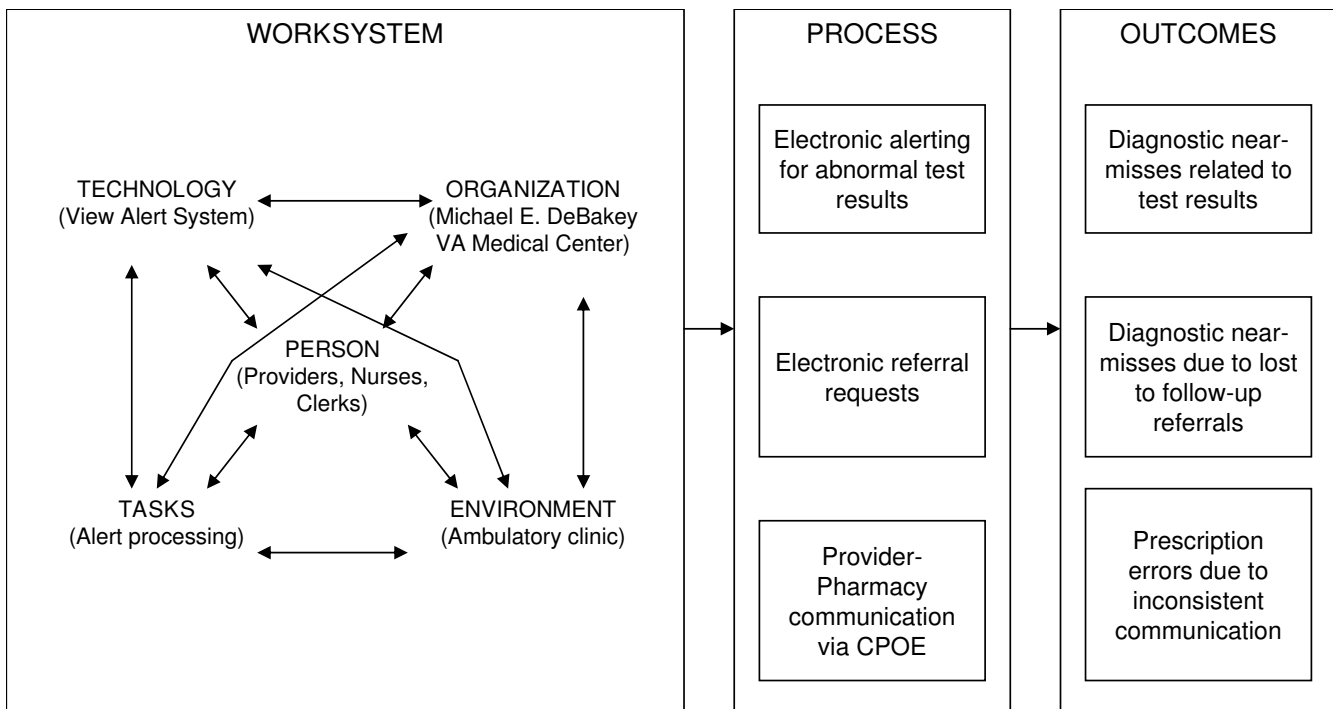 WORKSYSTEM
TECHNOLOGY
(View Alert System)
ORGANIZATION
(Michael E. DeBakey
VA Medical Center)
PERSON
(Providers, Nurses,
Clerks)
TASKS
(Alert processing)
ENVIRONMENT
(Ambulatory clinic)
PROCESS
Electronic alerting
for abnormal test
results
Electronic referral
requests
Provider-
Pharmacy
communication
via CPOE
OUTCOMES
Diagnostic near-
misses related to
test results
Diagnostic near-
misses due to lost
to follow-up
referrals
Prescription
errors due to
inconsistent
communication